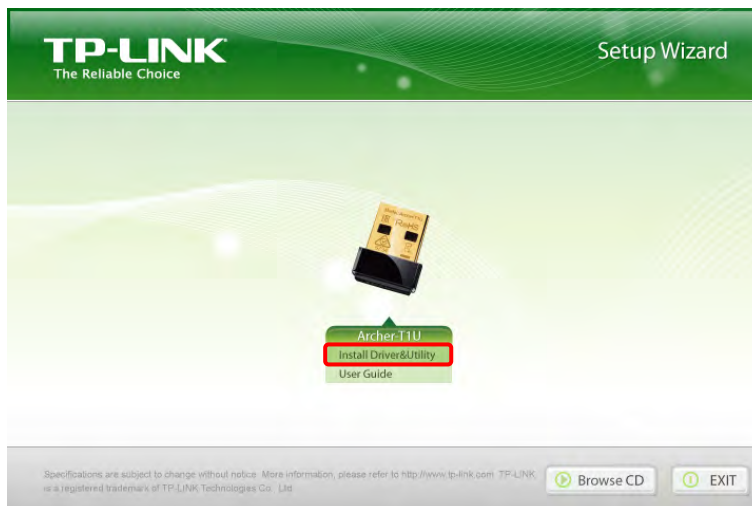 TP-LINK
The Reliable Choice
Setup Wizard
RoHS
Archer T1U
Install Driver&Utility
User Guide
Specifications are subject to change without notice. More information, please refer to http://www.tp-link.com TP-LINK
is a registered trademark of TP-LINK Technologies Co. Ltd
Browse CD
EXIT